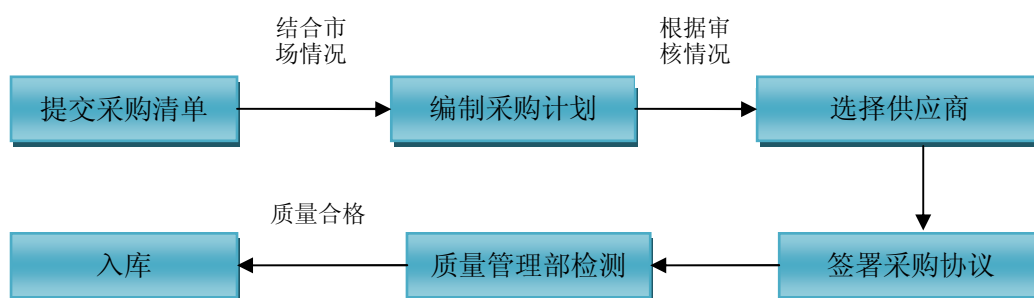 结合市
场情况
根据审
核情况
提交采购清单
编制采购计划
选择供应商
质量合格
入库
质量管理部检测
签署采购协议